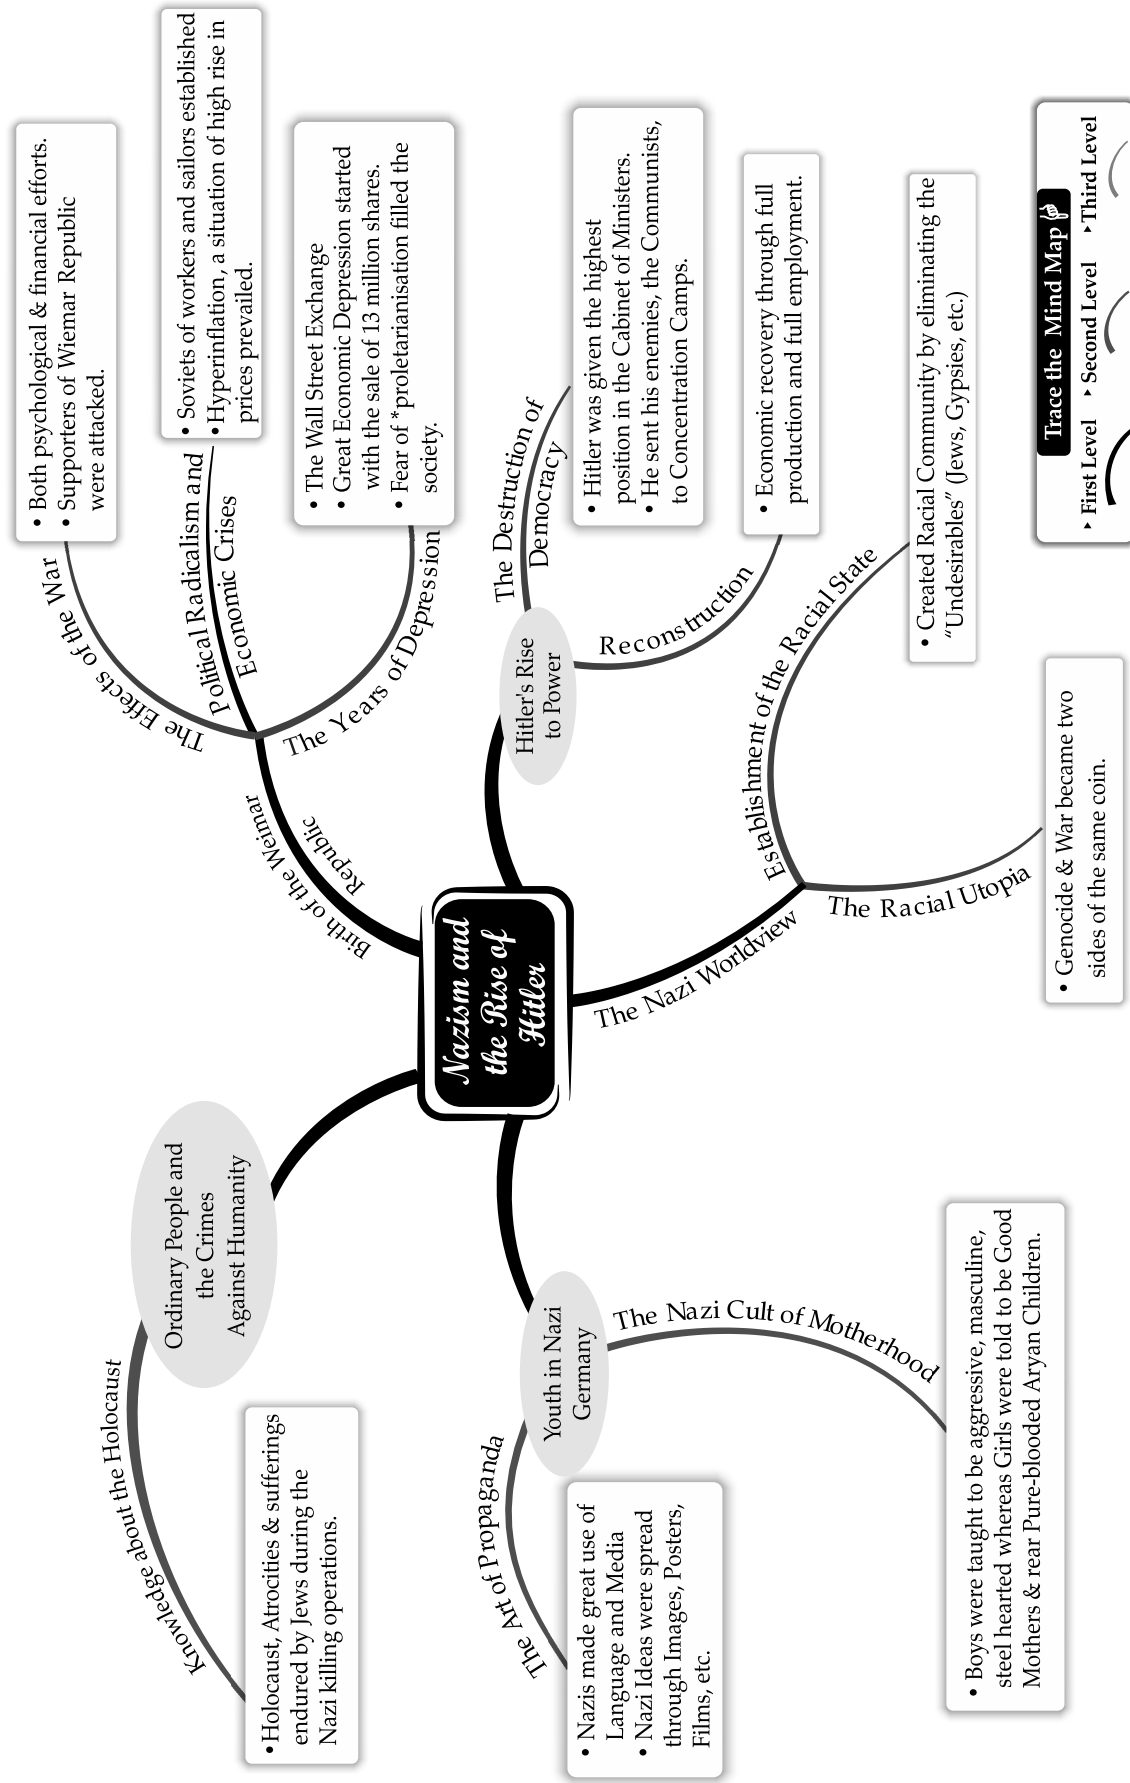 Nazism and
the Rise of
Hitler
Birth of the Weimar
Republic
The Effects of the War
• Both psychological & financial efforts.
• Supporters of Wiemar Republic
were attacked.
Political Radicalism and
Economic Crises
• Soviets of workers and sailors established
• Hyperinflation, a situation of high rise in
prices prevailed.
The Years of Depression
• The Wall Street Exchange
• Great Economic Depression started
with the sale of 13 million shares.
• Fear of *proletarianisation filled the
society.
Hitler's Rise
to Power
The Destruction of
Democracy
• Hitler was given the highest
position in the Cabinet of Ministers.
• He sent his enemies, the Communists,
to Concentration Camps.
Reconstruction
• Economic recovery through full
production and full employment.
The Nazi Worldview
Establishment of the Racial State
• Created Racial Community by eliminating the
“Undesirables” (Jews, Gypsies, etc.)
The Racial Utopia
• Genocide & War became two
sides of the same coin.
Youth in Nazi
Germany
The Nazi Cult of Motherhood
• Boys were taught to be aggressive, masculine,
steel hearted whereas Girls were told to be Good
Mothers & rear Pure-blooded Aryan Children.
The Art of Propaganda
• Nazis made great use of
Language and Media
• Nazi Ideas were spread
through Images, Posters,
Films, etc.
Ordinary People and
the Crimes
Against Humanity
Knowledge about the Holocaust
• Holocaust, Atrocities & sufferings
endured by Jews during the
Nazi killing operations.
Trace the Mind Map
First Level
Second Level
Third Level